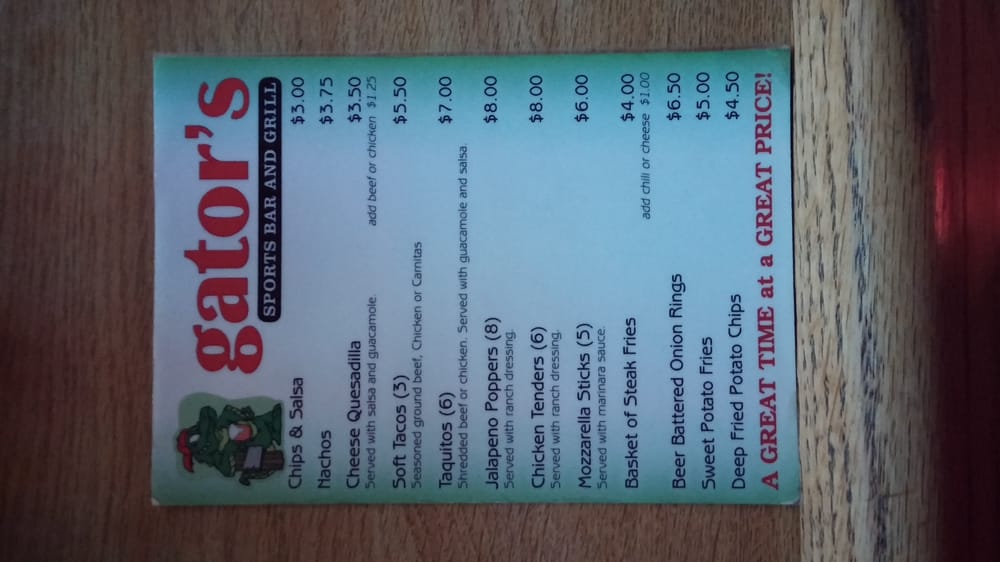 gator's
SPORTS BAR AND GRILL
Chips & Salsa $3.00
Nachos $3.75
Cheese Quesadilla $3.50
Served with salsa and guacamole. add beef or chicken $1.25
Soft Tacos (3) $5.50
Seasoned ground beef, Chicken or Carnitas
Taquitos (6) $7.00
Shredded beef or chicken. Served with guacamole and salsa.
Jalapeno Poppers (8) $8.00
Served with ranch dressing.
Chicken Tenders (6) $8.00
Served with ranch dressing.
Mozzarella Sticks (5) $6.00
Served with marinara sauce.
Basket of Steak Fries $4.00
add chili or cheese $1.00
Beer Battered Onion Rings $6.50
Sweet Potato Fries $5.00
Deep Fried Potato Chips $4.50
A GREAT TIME at a GREAT PRICE!